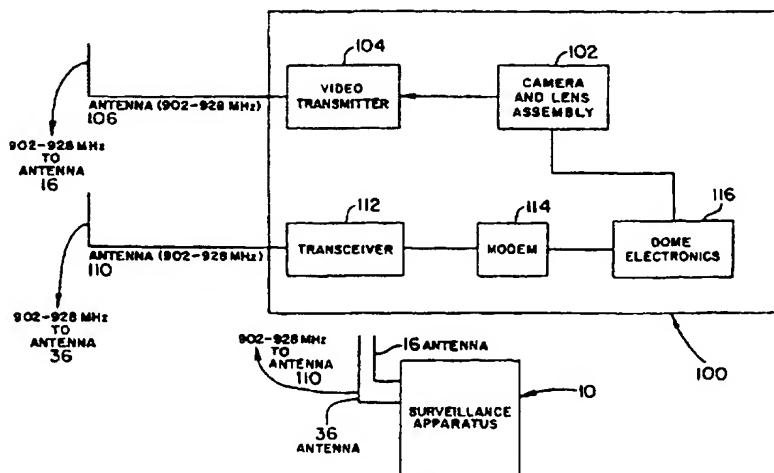 104
102
VIDEO
TRANSMITTER
CAMERA
AND LENS
ASSEMBLY
ANTENNA (902-928 MHz)
106
902-928 MHz
TO
ANTENNA
16
112
114
116
TRANSCEIVER
MODEM
DOME
ELECTRONICS
ANTENNA (902-928 MHz)
110
902-928 MHz
TO
ANTENNA
36
100
902-928 MHz
TO
ANTENNA
110
16 ANTENNA
10
SURVEILLANCE
APPARATUS
36
ANTENNA